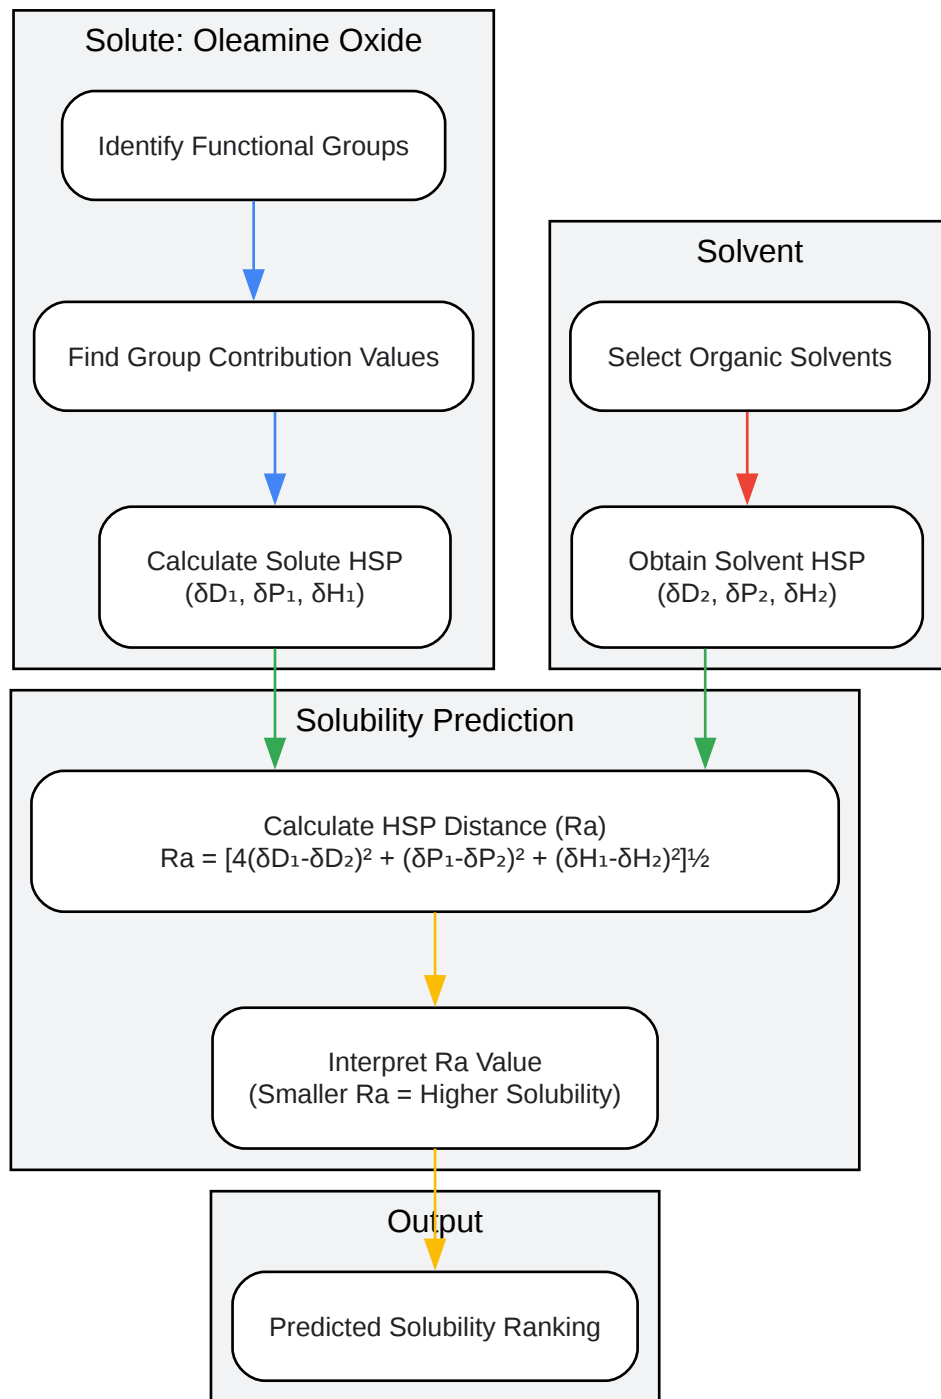 Solute: Oleamine Oxide
Identify Functional Groups
Find Group Contribution Values
Calculate Solute HSP
(δD₁, δP₁, δH₁)
Solvent
Select Organic Solvents
Obtain Solvent HSP
(δD₂, δP₂, δH₂)
Solubility Prediction
Calculate HSP Distance (Ra)
Ra = [4(δD₁-δD₂)² + (δP₁-δP₂)² + (δH₁-δH₂)²]½
Interpret Ra Value
(Smaller Ra = Higher Solubility)
Output
Predicted Solubility Ranking